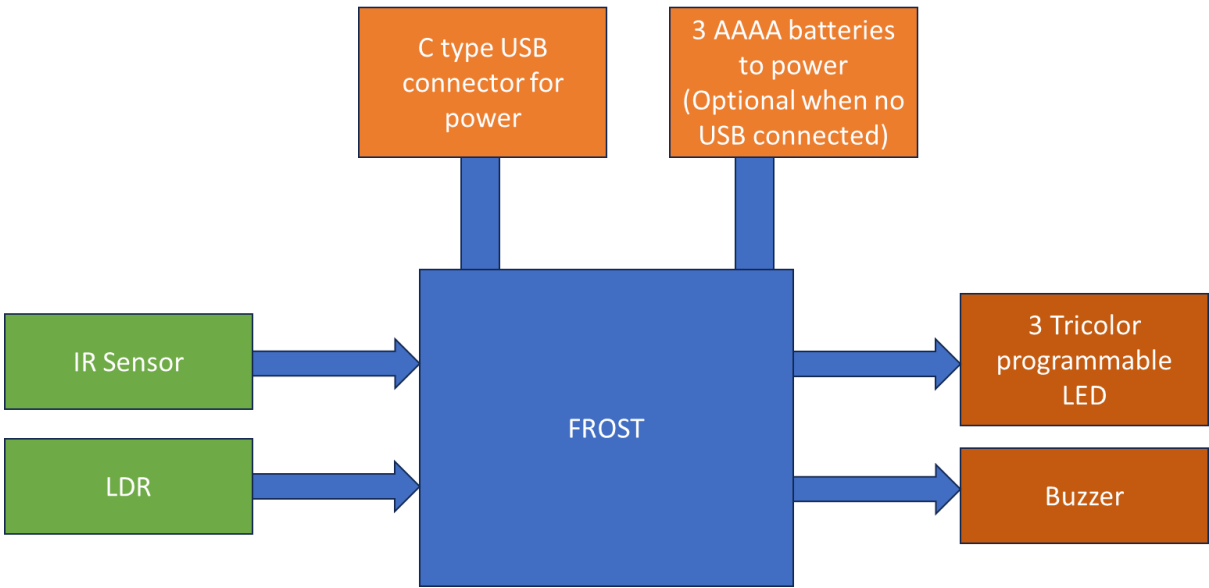 C type USB
connector for
power
3 AAAA batteries
to power
(Optional when no
USB connected)
IR Sensor
LDR
FROST
3 Tricolor
programmable
LED
Buzzer